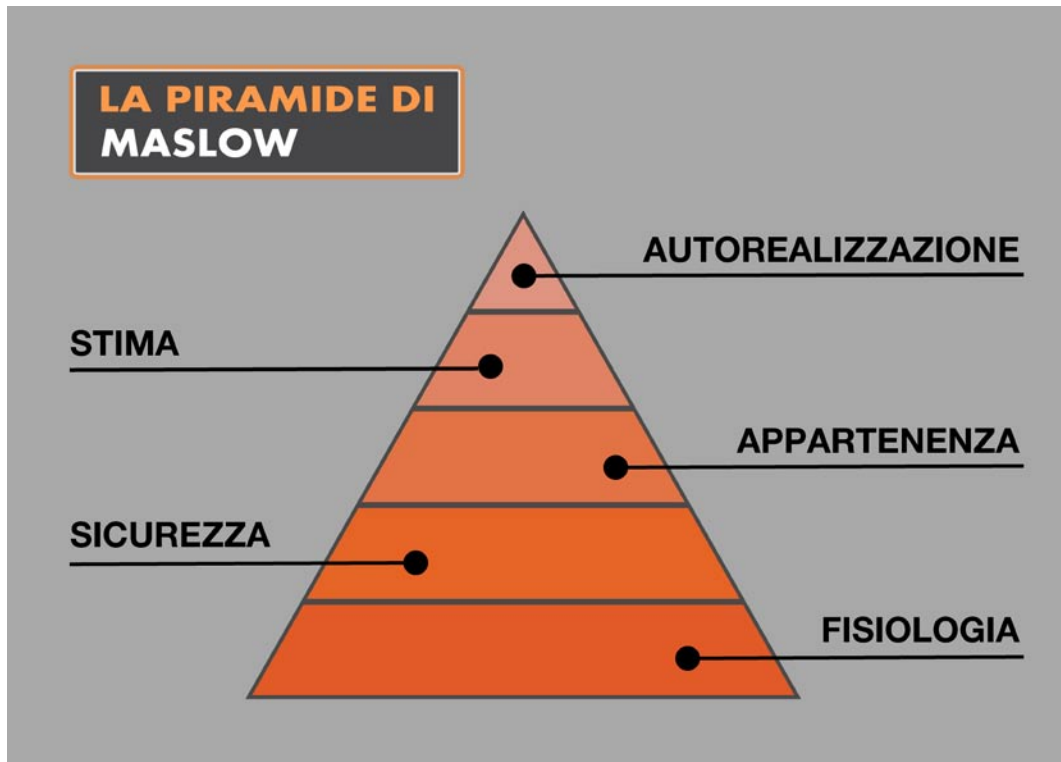 LA PIRAMIDE DI
MASLOW
AUTOREALIZZAZIONE
STIMA
APPARTENENZA
SICUREZZA
FISIOLOGIA